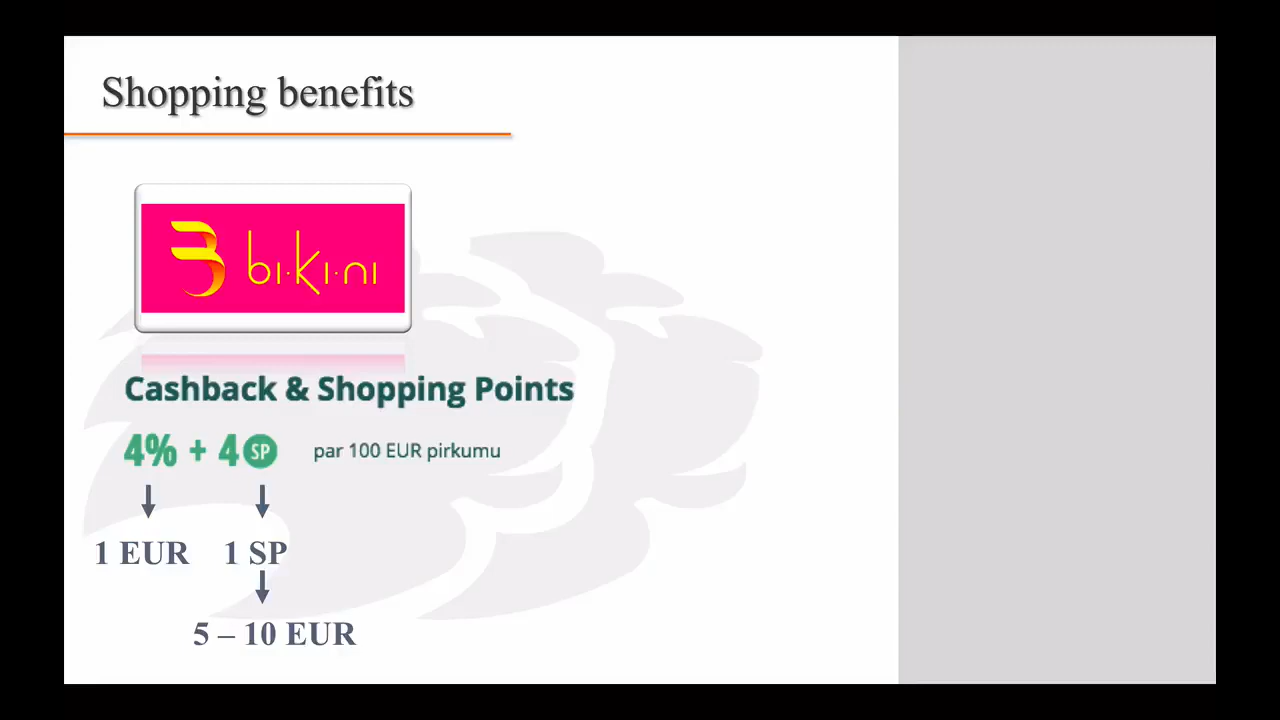 Shopping benefits
bi·ki·ni
Cashback & Shopping Points
4% + 4 SP par 100 EUR pirkumu
1 EUR 1 SP
5 – 10 EUR